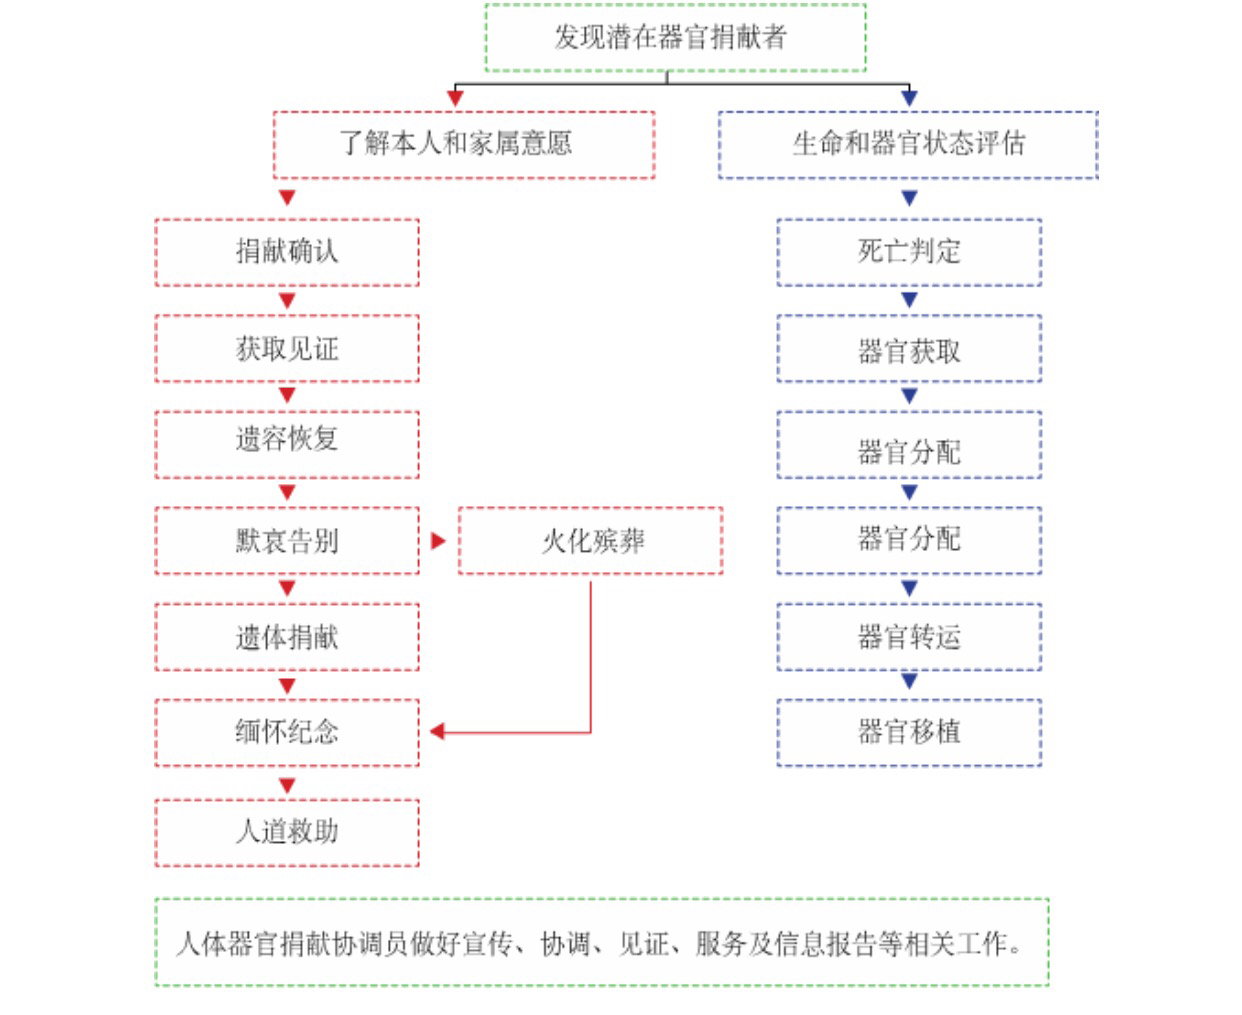 发现潜在器官捐献者
了解本人和家属意愿
生命和器官状态评估
捐献确认
死亡判定
获取见证
器官获取
遗容恢复
器官分配
默哀告别
火化殡葬
器官分配
遗体捐献
器官转运
缅怀纪念
器官移植
人道救助
人体器官捐献协调员做好宣传、协调、见证、服务及信息报告等相关工作。